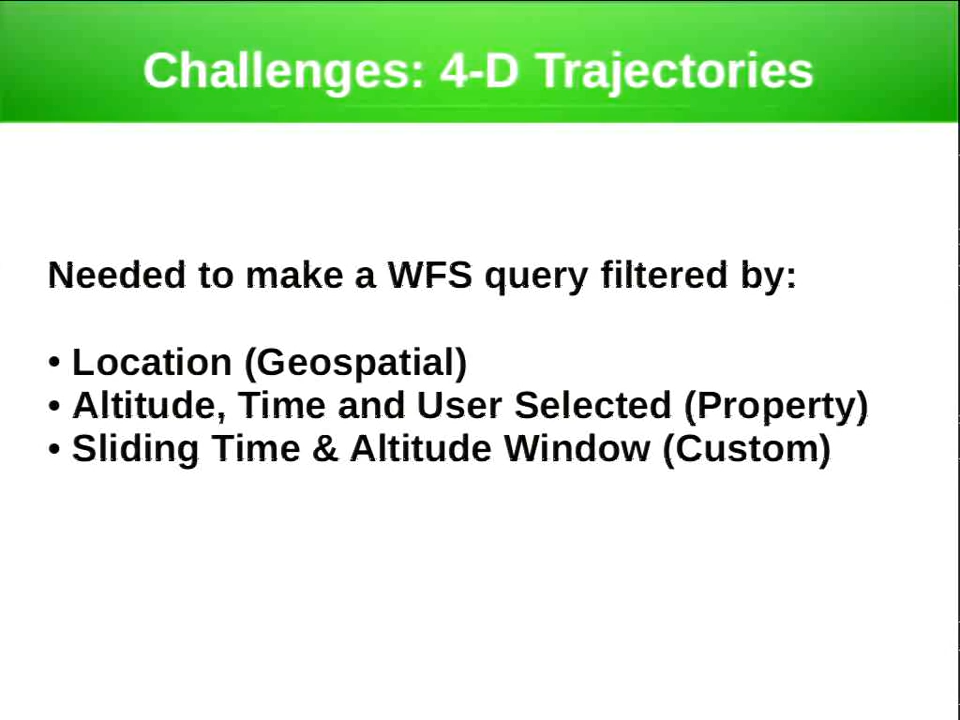 Challenges: 4-D Trajectories
Needed to make a WFS query filtered by:
• Location (Geospatial)
• Altitude, Time and User Selected (Property)
• Sliding Time & Altitude Window (Custom)